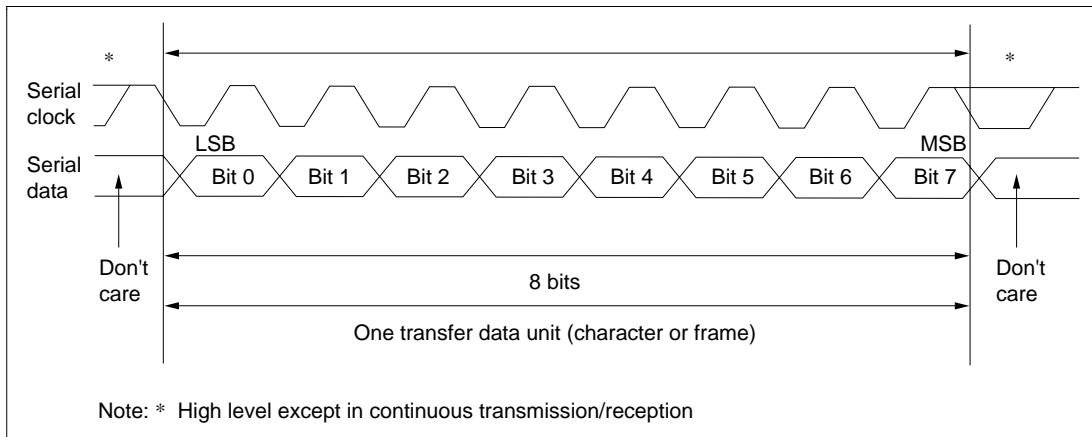 * *
Serial
clock
LSB MSB
Serial
data
Bit 0 Bit 1 Bit 2 Bit 3 Bit 4 Bit 5 Bit 6 Bit 7
Don't
care
8 bits
Don't
care
One transfer data unit (character or frame)
Note: * High level except in continuous transmission/reception